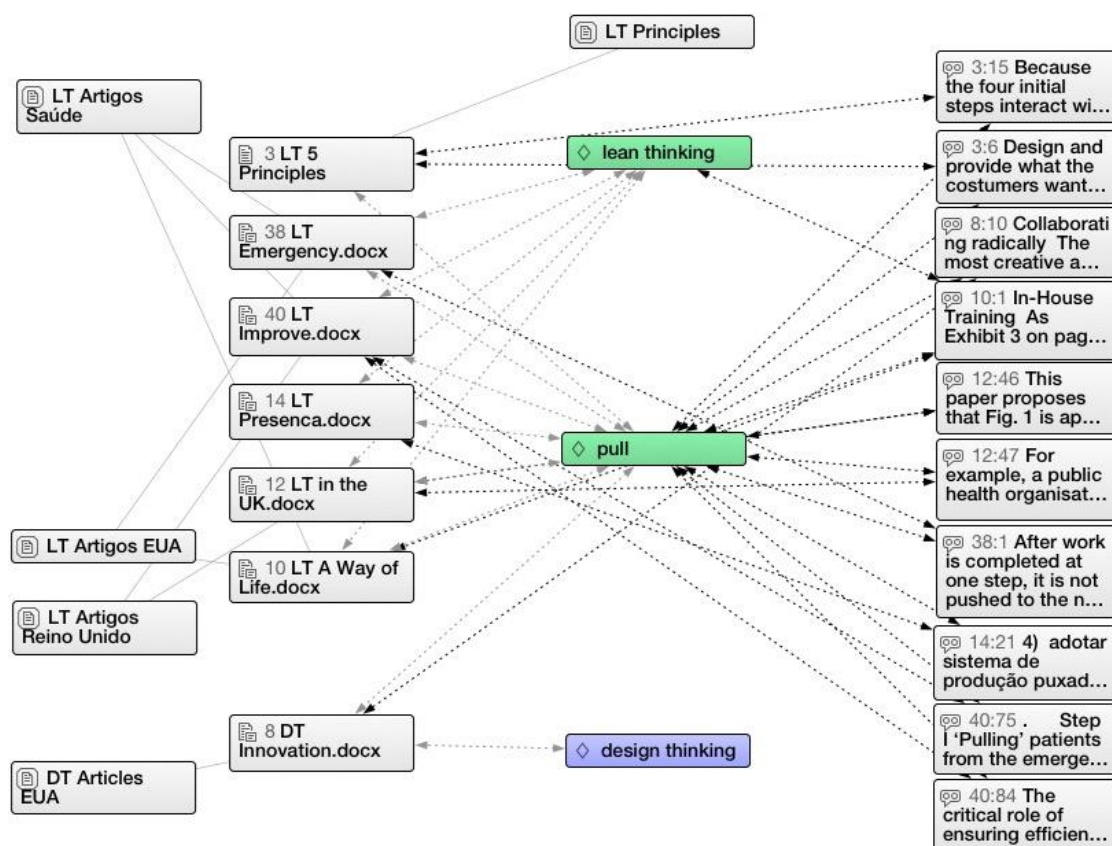 LT Principles
LT Artigos
Saúde
3 LT 5
Principles
lean thinking
38 LT
Emergency.docx
40 LT
Improve.docx
14 LT
Presenca.docx
pull
12 LT in the
UK.docx
LT Artigos EUA
10 LT A Way of
Life.docx
LT Artigos
Reino Unido
8 DT
Innovation.docx
design thinking
DT Articles
EUA
3:15 Because
the four initial
steps interact wi...
3:6 Design and
provide what the
costumers want...
8:10 Collaborati
ng radically The
most creative a...
10:1 In-House
Training As
Exhibit 3 on pag...
12:46 This
paper proposes
that Fig. 1 is ap...
12:47 For
example, a public
health organisat...
38:1 After work
is completed at
one step, it is not
pushed to the n...
14:21 4) adotar
sistema de
produção puxad...
40:75 . Step
I ‘Pulling’ patients
from the emerge...
40:84 The
critical role of
ensuring efficien...